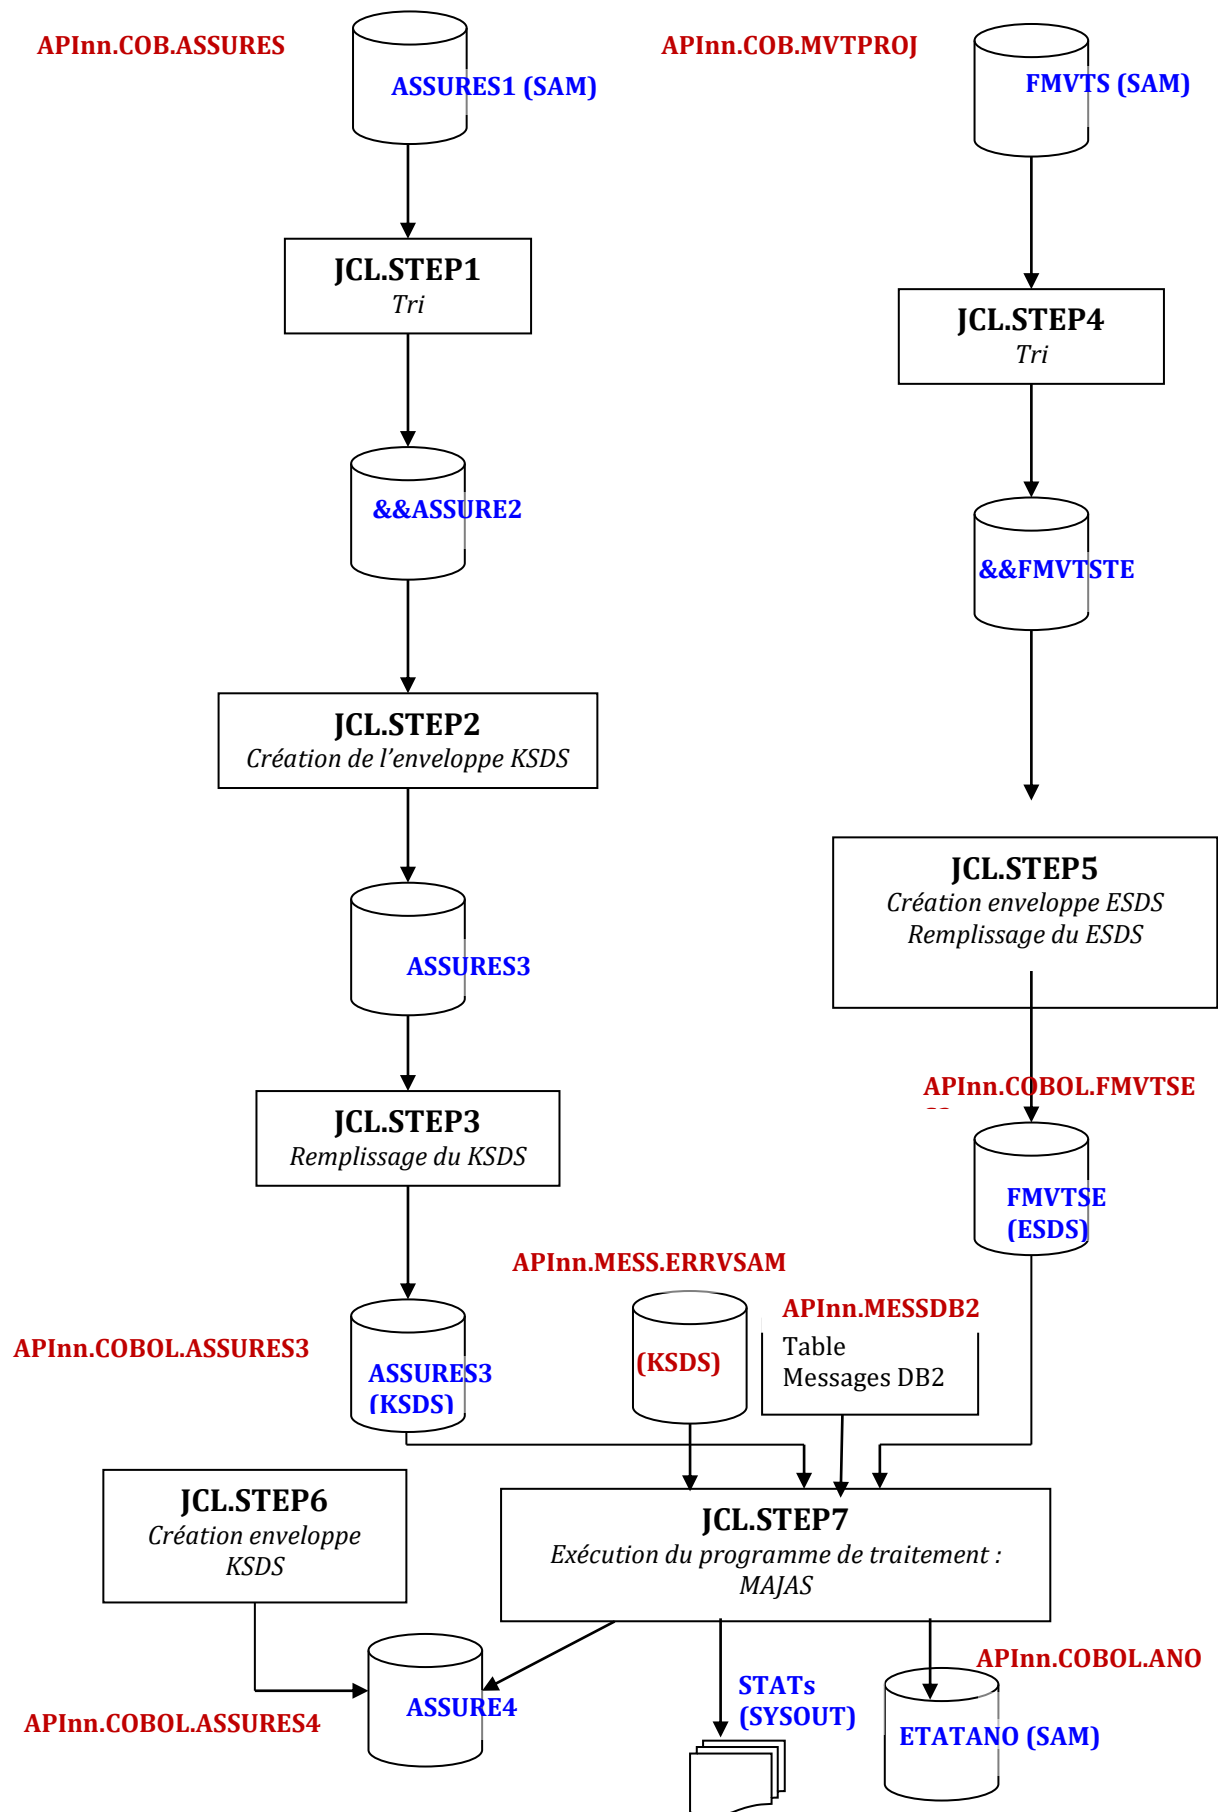 APInn.COB.ASSURES
ASSURES1 (SAM)
APInn.COB.MVTPROJ
FMVTS (SAM)
JCL.STEP1
Tri
JCL.STEP4
Tri
&&ASSURE2
&&FMVTSTE
JCL.STEP2
Création de l'enveloppe KSDS
JCL.STEP5
Création enveloppe ESDS
Remplissage du ESDS
ASSURES3
APInn.COBOL.FMVTSE
JCL.STEP3
Remplissage du KSDS
FMVTSE
(ESDS)
APInn.MESS.ERRVSAM
APInn.MESSDB2
Table
Messages DB2
(KSDS)
APInn.COBOL.ASSURES3
ASSURES3
(KSDS)
JCL.STEP6
Création enveloppe
KSDS
JCL.STEP7
Exécution du programme de traitement :
MAJAS
APInn.COBOL.ANO
STATs
(SYSOUT)
ASSURE4
APInn.COBOL.ASSURES4
ETATANO (SAM)